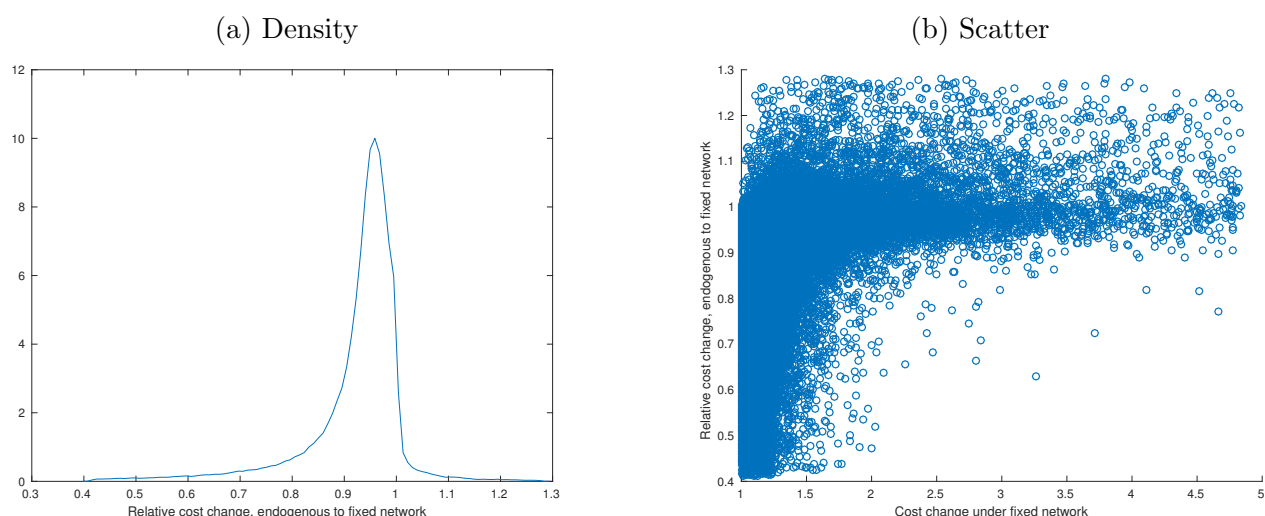 (a) Density
12
10
8
6
4
2
0
0.3 0.4 0.5 0.6 0.7 0.8 0.9 1 1.1 1.2 1.3
Relative cost change, endogenous to fixed network
(b) Scatter
Relative cost change, endogenous to fixed network
1.3
1.2
1.1
1
0.9
0.8
0.7
0.6
0.5
0.4
1 1.5 2 2.5 3 3.5 4 4.5 5
Cost change under fixed network